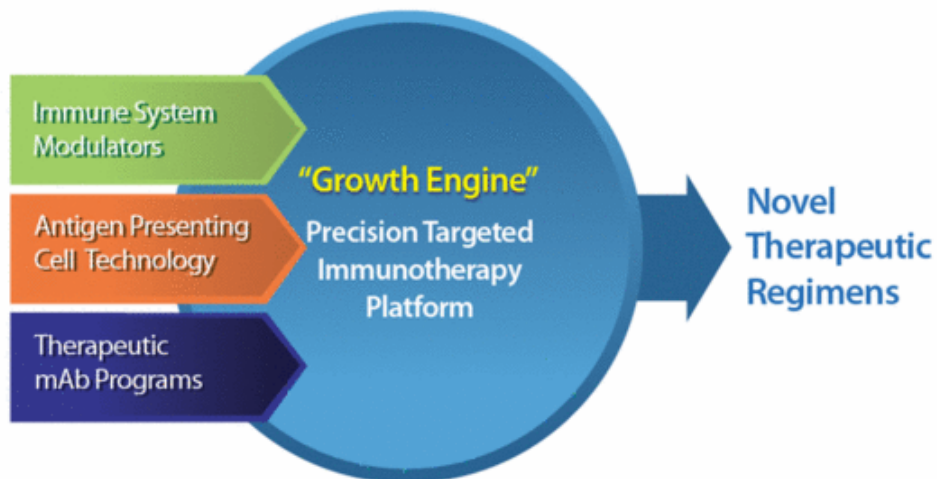 Immune System
Modulators
Antigen Presenting
Cell Technology
Therapeutic
mAb Programs
"Growth Engine"
Precision Targeted
Immunotherapy
Platform
Novel
Therapeutic
Regimens